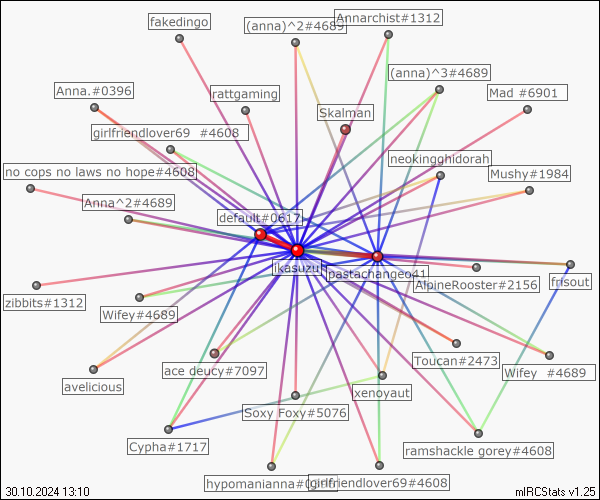 fakedingo
(anna)^2#4689
Annarchist#1312
(anna)^3#4689
Anna.#0396
rattgaming
Mad #6901
Skalman
girlfriendlover69 #4608
neokingghidorah
no cops no laws no hope#4608
Mushy#1984
Anna^2#4689
default#0617
ikasuzu
pastachange41
AlpineRooster#2156
frisout
zibbits#1312
Wifey#4689
Toucan#2473
ace deucy#7097
Wifey #4689
avelicious
xenoyaut
Soxy Foxy#5076
Cypha#1717
ramshackle gorey#4608
girlfriendlover69#4608
30.10.2024 13:10
mIRCStats v1.25